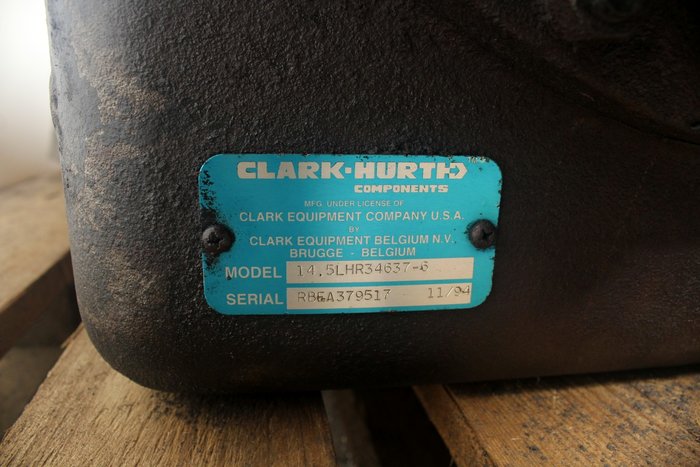 CLARK-HURTH
COMPONENTS
MFG. UNDER LICENSE OF
CLARK EQUIPMENT COMPANY U.S.A.
BY
CLARK EQUIPMENT BELGIUM N.V.
BRUGGE - BELGIUM
MODEL 14.5LHR34637-6
SERIAL RBEA379517 11/94